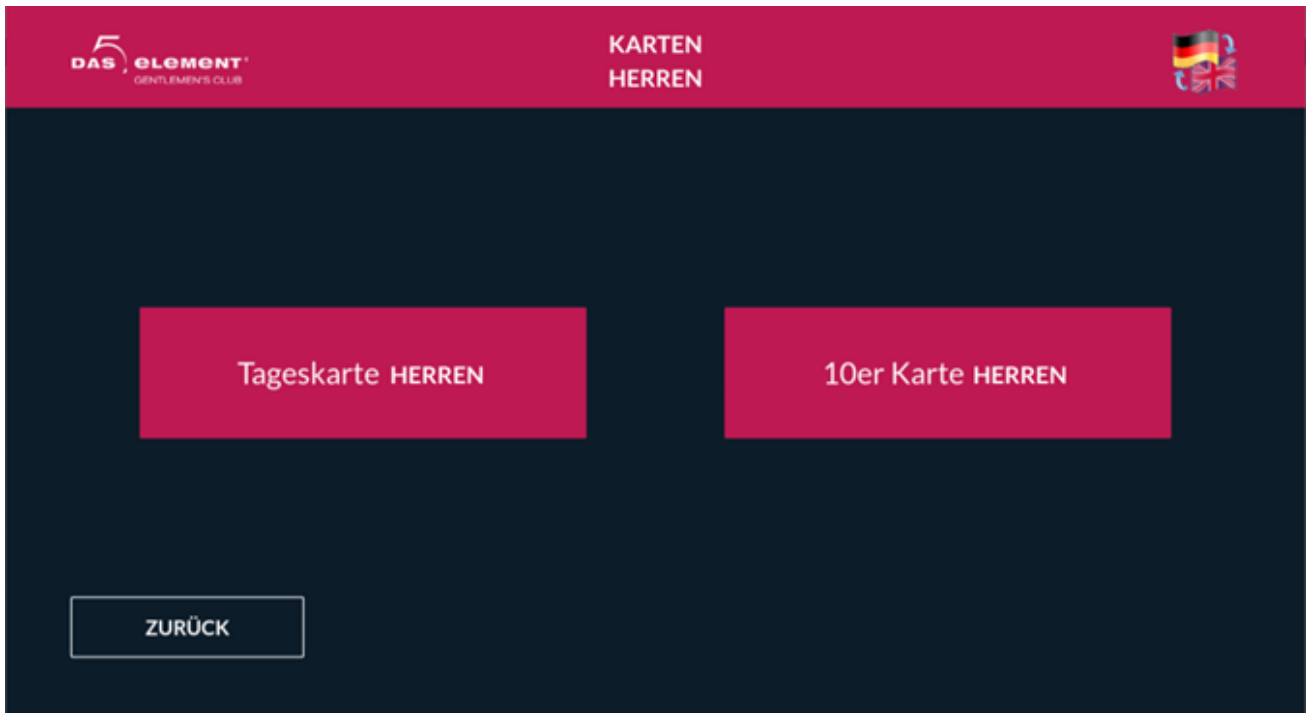 DAS 5 ELEMENT
GENTLEMEN'S CLUB
KARTEN
HERREN
Tageskarte HERREN
10er Karte HERREN
ZURÜCK